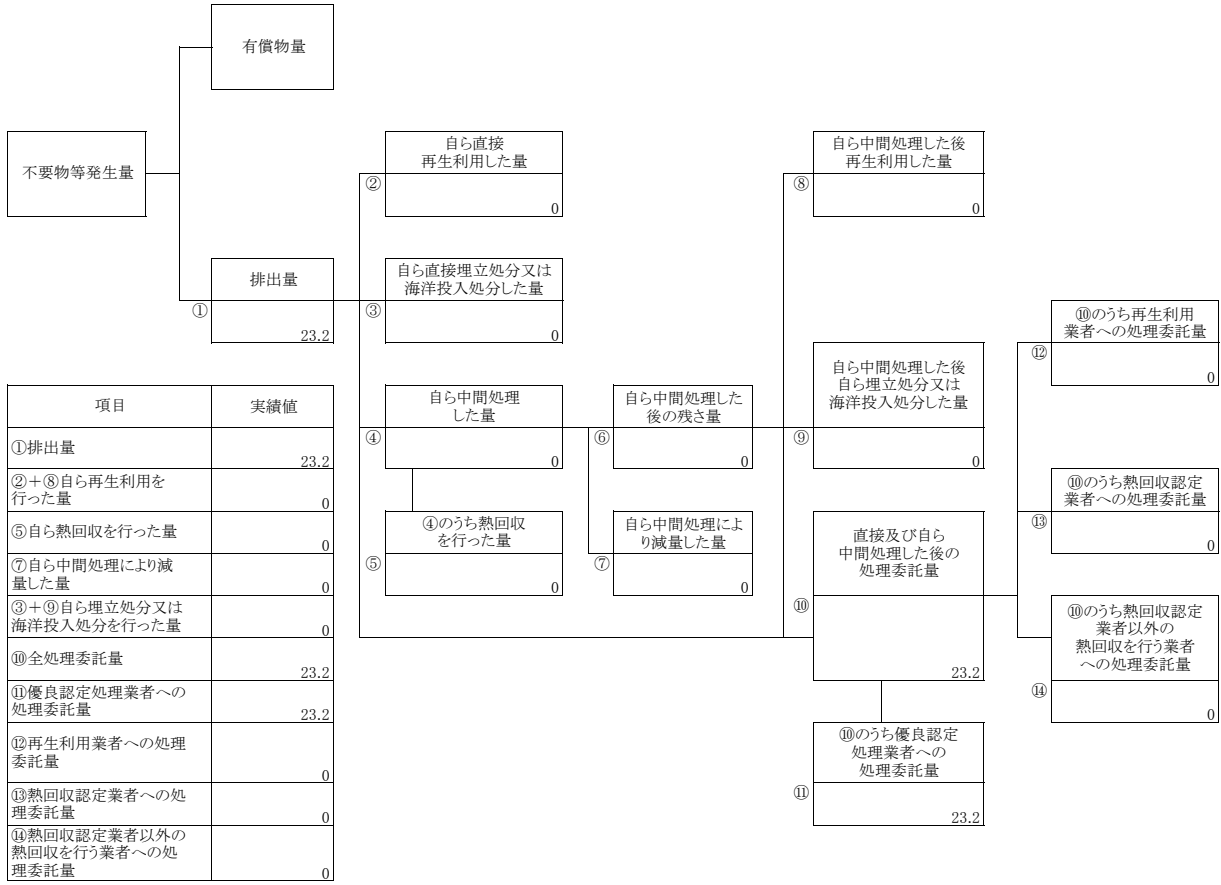 有償物量
不要物等発生量
自ら直接
再生利用した量
②
0
自ら中間処理した後
再生利用した量
⑧
0
排出量
①
23.2
自ら直接埋立処分又は
海洋投入処分した量
③
0
自ら中間処理
した量
④
0
自ら中間処理した
後の残さ量
⑥
0
自ら中間処理した後
自ら埋立処分又は
海洋投入処分した量
⑨
0
④のうち熱回収
を行った量
⑤
0
自ら中間処理によ
り減量した量
⑦
0
直接及び自ら
中間処理した後の
処理委託量
⑩
23.2
⑩のうち優良認定
処理業者への
処理委託量
⑪
23.2
⑩のうち再生利用
業者への処理委託量
⑫
0
⑩のうち熱回収認定
業者への処理委託量
⑬
0
⑩のうち熱回収認定
業者以外の
熱回収を行う業者
への処理委託量
⑭
0
項目 実績値
①排出量
23.2
②+⑧自ら再生利用を
行った量
0
⑤自ら熱回収を行った量
0
⑦自ら中間処理により減
量した量
0
③+⑨自ら埋立処分又は
海洋投入処分を行った量
0
⑩全処理委託量
23.2
⑪優良認定処理業者への
処理委託量
23.2
⑫再生利用業者への処理
委託量
0
⑬熱回収認定業者への処
理委託量
0
⑭熱回収認定業者以外の
熱回収を行う業者への処
理委託量
0